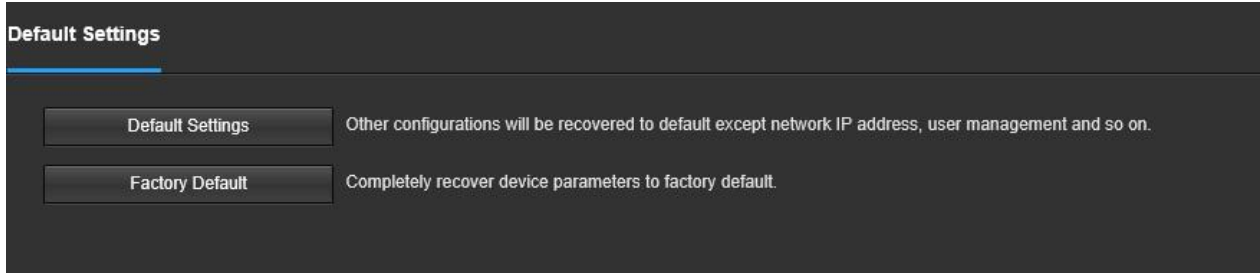 Default Settings
Default Settings
Other configurations will be recovered to default except network IP address, user management and so on.
Factory Default
Completely recover device parameters to factory default.